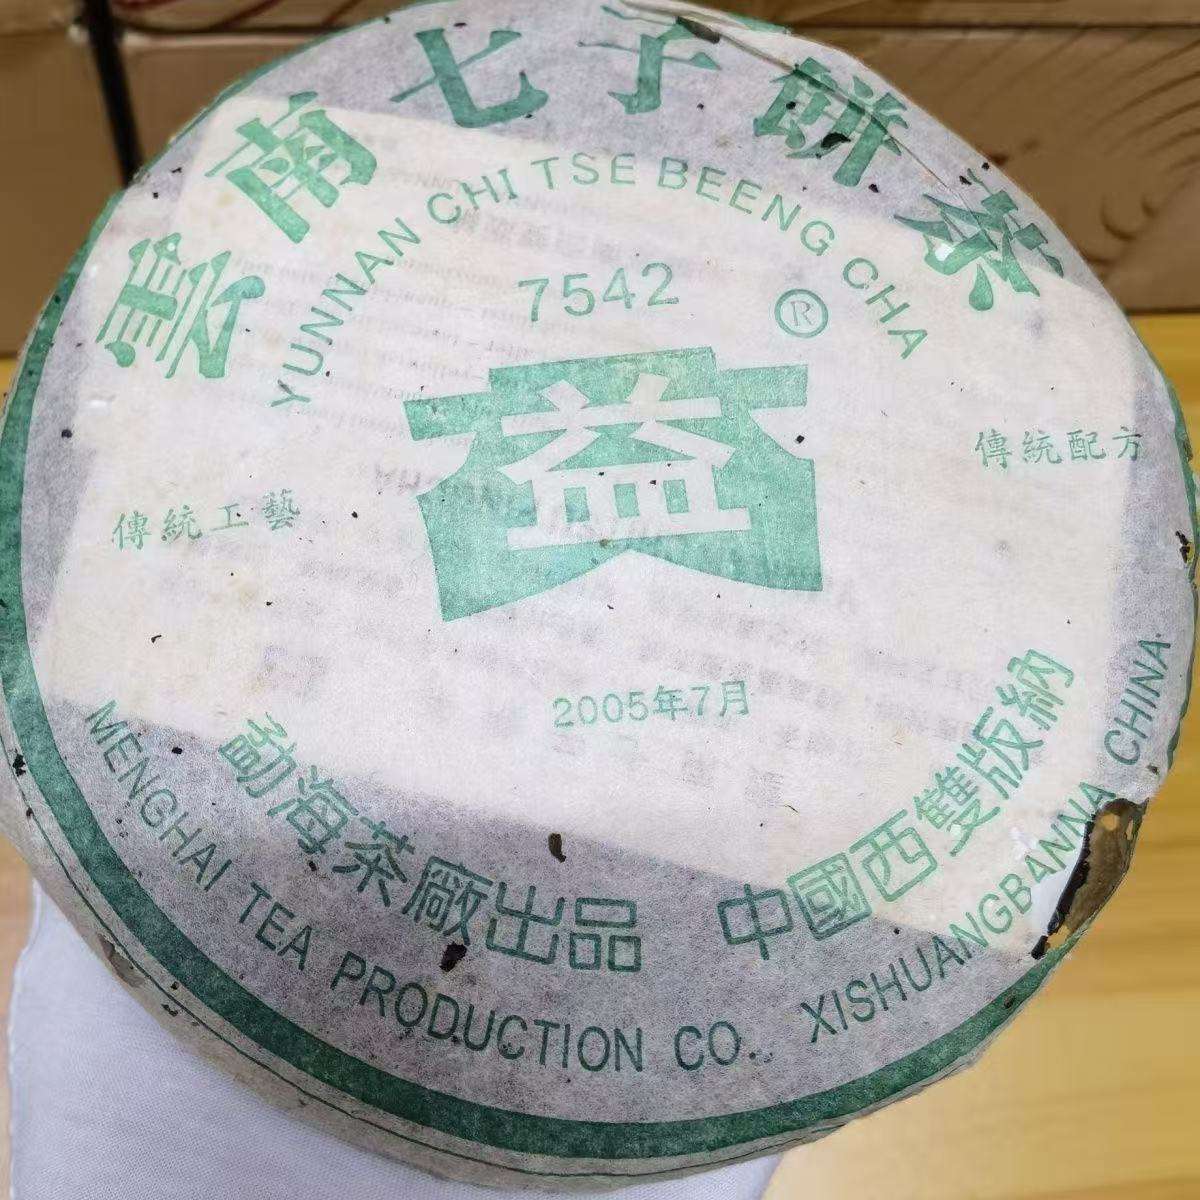 雲南七子餅茶
YUNNAN CHI TSE BEENG CHA
7542
®
益
傳統工藝
傳統配方
2005年7月
勐海茶廠出品
中國西雙版納
MENGHAI TEA PRODUCTION CO. XISHUANGBANNA CHINA